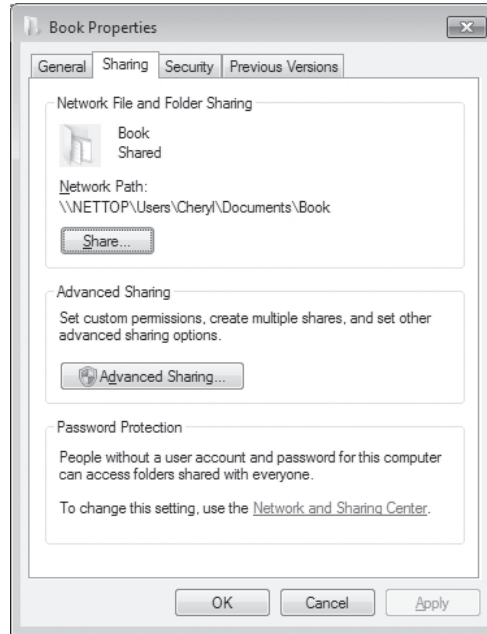 Book Properties
General Sharing Security Previous Versions
Network File and Folder Sharing
Book
Shared
Network Path:
\\NETTOP\Users\Cheryl\Documents\Book
Share...
Advanced Sharing
Set custom permissions, create multiple shares, and set other
advanced sharing options.
Advanced Sharing...
Password Protection
People without a user account and password for this computer
can access folders shared with everyone.
To change this setting, use the Network and Sharing Center.
OK Cancel Apply